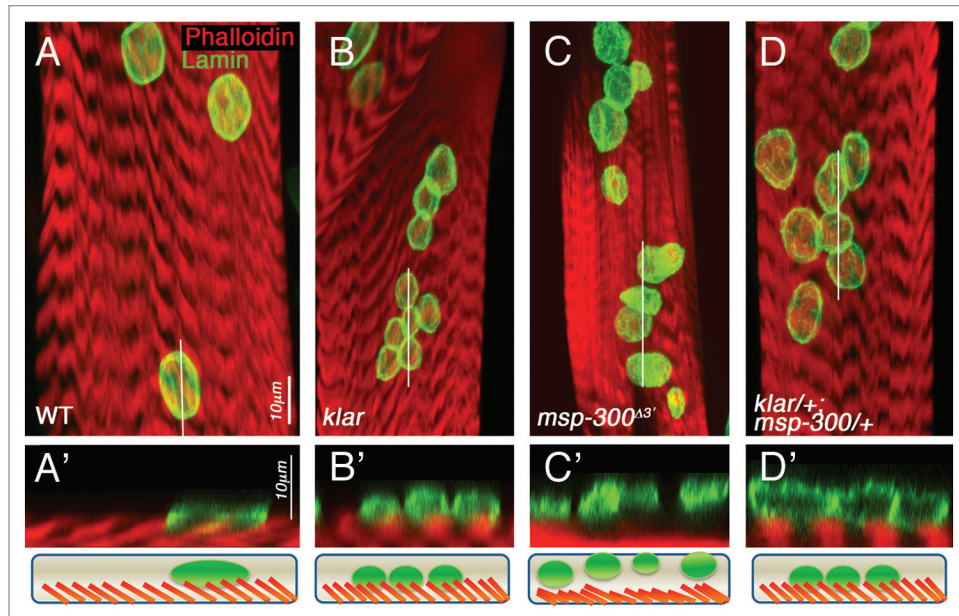 A
Phalloidin
Lamin
WT
10µm
B
klar
C
msp-300Δ3'
D
klar/+;
msp-300/+
A'
10µm
B'
C'
D'